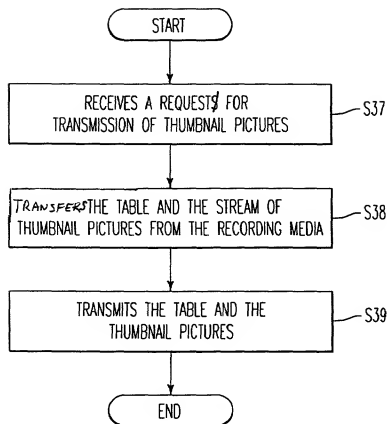 START
RECEIVES A REQUEST FOR
TRANSMISSION OF THUMBNAIL PICTURES
S37
TRANSFERS THE TABLE AND THE STREAM OF
THUMBNAIL PICTURES FROM THE RECORDING MEDIA
S38
TRANSMITS THE TABLE AND THE
THUMBNAIL PICTURES
S39
END